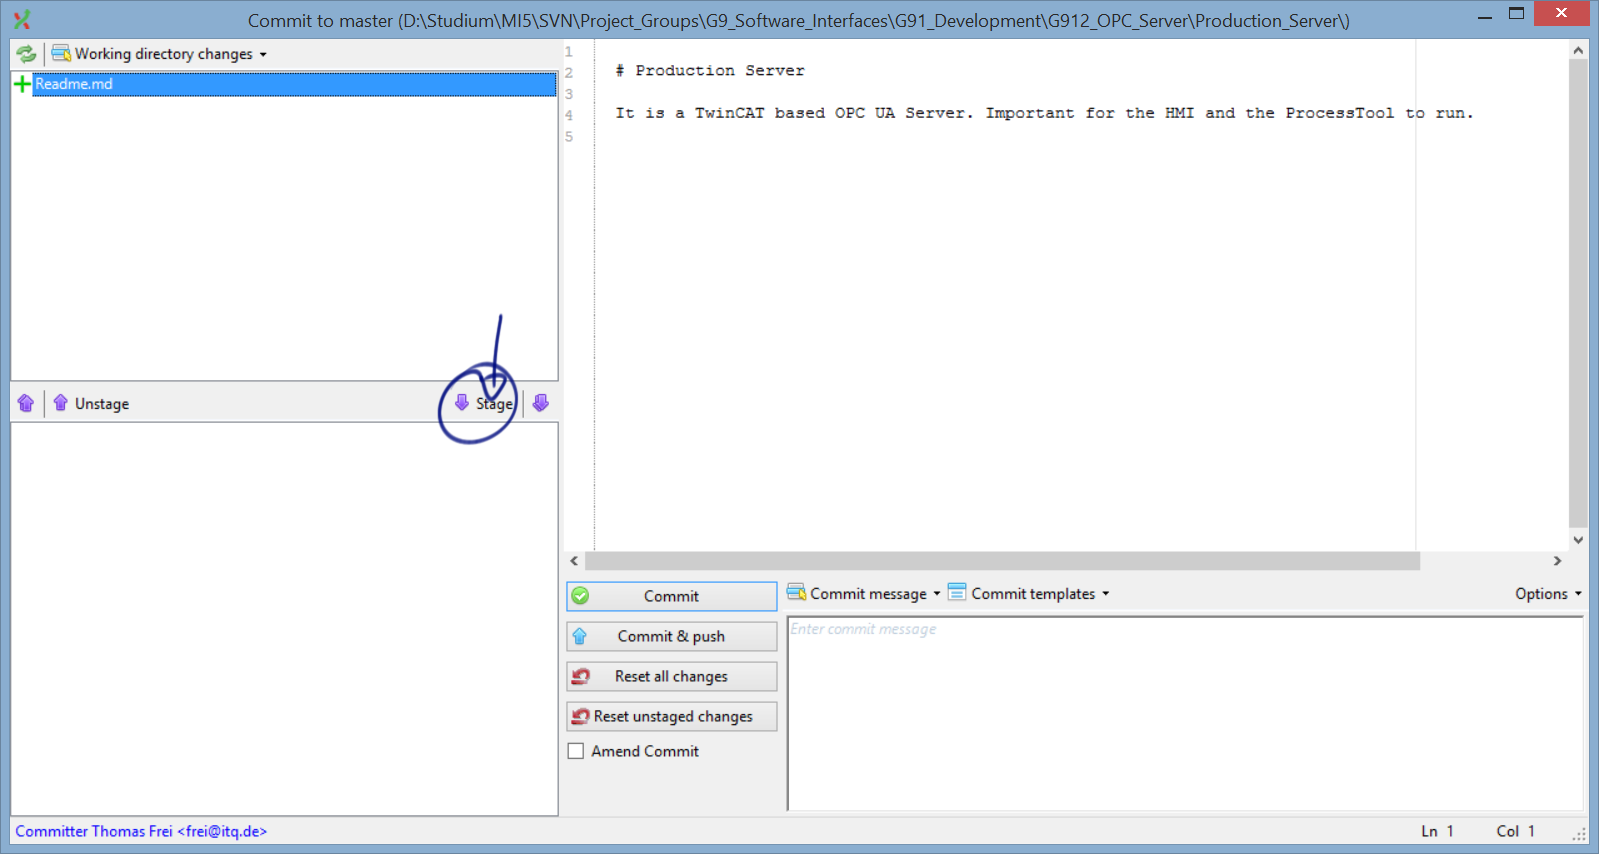 Commit to master (D:\Studium\MI5\SVN\Project_Groups\G9_Software_Interfaces\G91_Development\G912_OPC_Server\Production_Server\)
Working directory changes
Readme.md
Unstage
Stage
1
2 # Production Server
3
4 It is a TwinCAT based OPC UA Server. Important for the HMI and the ProcessTool to run.
5
Commit
Commit & push
Reset all changes
Reset unstaged changes
Amend Commit
Commit message
Commit templates
Options
Enter commit message
Committer Thomas Frei <frei@itq.de>
Ln 1 Col 1